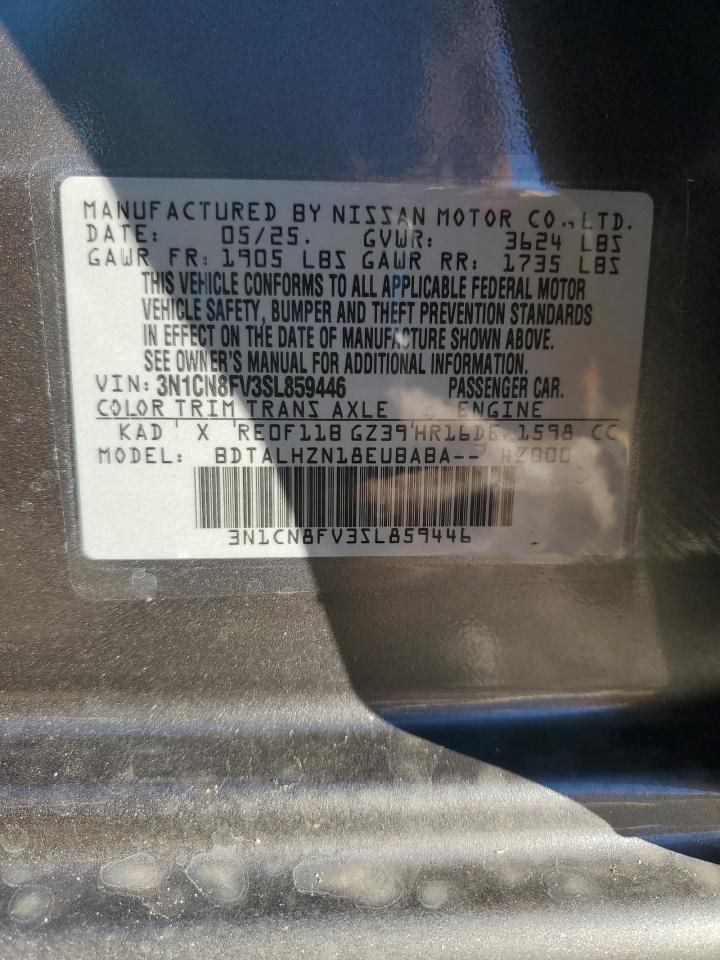 MANUFACTURED BY NISSAN MOTOR CO.,LTD.
DATE: 05/25. GVWR: 3624 LBS
GAWR FR: 1905 LBS GAWR RR: 1735 LBS
THIS VEHICLE CONFORMS TO ALL APPLICABLE FEDERAL MOTOR
VEHICLE SAFETY, BUMPER AND THEFT PREVENTION STANDARDS
IN EFFECT ON THE DATE OF MANUFACTURE SHOWN ABOVE.
SEE OWNER'S MANUAL FOR ADDITIONAL INFORMATION.
VIN: 3N1CN8FV3SL859446 PASSENGER CAR.
COLOR TRIM TRANS AXLE ENGINE
KAD X RE0F11B GZ39 HR16DE 1598 CC
MODEL: BDTALHZN18EUBABA--
3N1CN8FV3SL859446